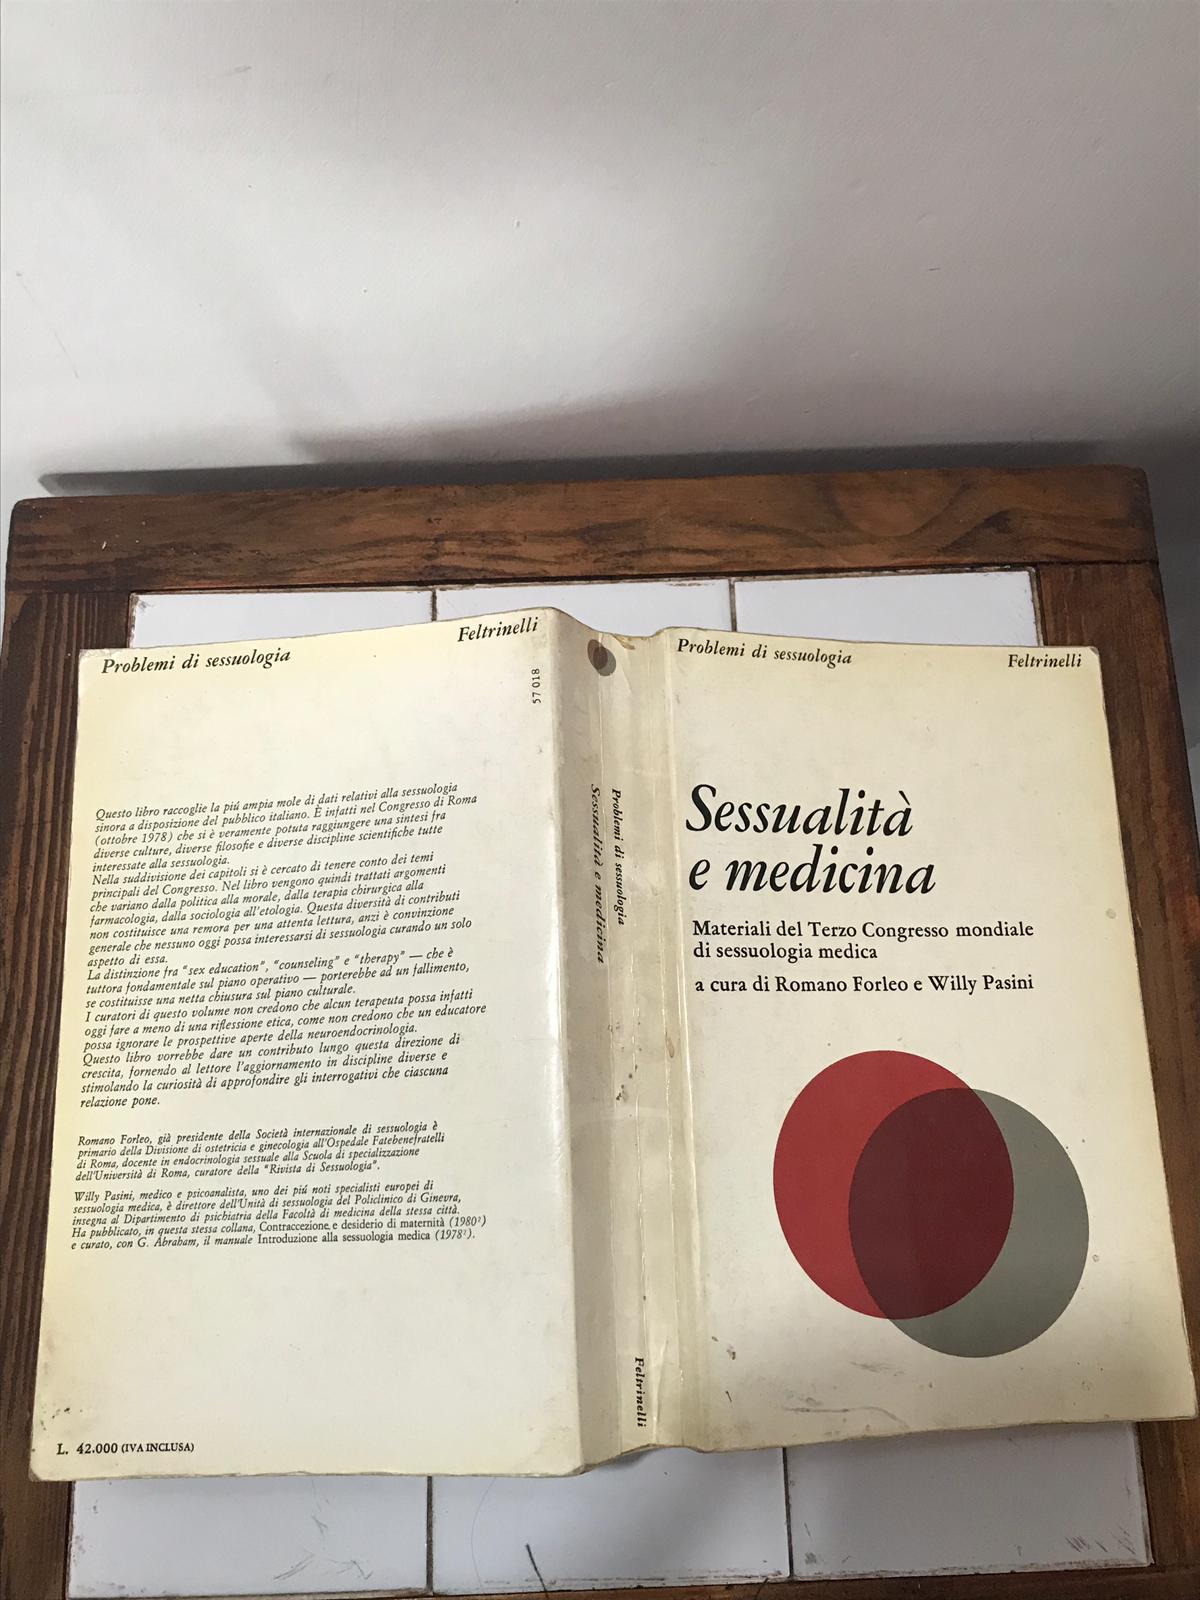 Problemi di sessuologia
Feltrinelli
57 018
Questo libro raccoglie la piú ampia mole di dati relativi alla sessuologia
sinora a disposizione del pubblico italiano. È infatti nel Congresso di Roma
(ottobre 1978) che si è veramente potuta raggiungere una sintesi fra
diverse culture, diverse filosofie e diverse discipline scientifiche tutte
interessate alla sessuologia.
Nella suddivisione dei capitoli si è cercato di tenere conto dei temi
principali del Congresso. Nel libro vengono quindi trattati argomenti
che variano dalla politica alla morale, dalla terapia chirurgica alla
farmacologia, dalla sociologia all'etologia. Questa diversità di contributi
non costituisce una remora per una attenta lettura, anzi è convinzione
generale che nessuno oggi possa interessarsi di sessuologia curando un solo
aspetto di essa.
La distinzione fra "sex education", "counseling" e "therapy" — che è
tuttora fondamentale sul piano operativo — porterebbe ad un fallimento,
se costituisse una netta chiusura sul piano culturale.
I curatori di questo volume non credono che alcun terapeuta possa infatti
oggi fare a meno di una riflessione etica, come non credono che un educatore
possa ignorare le prospettive aperte della neuroendocrinologia.
Questo libro vorrebbe dare un contributo lungo questa direzione di
crescita, fornendo al lettore l'aggiornamento in discipline diverse e
stimolando la curiosità di approfondire gli interrogativi che ciascuna
relazione pone.
Romano Forleo, già presidente della Società internazionale di sessuologia è
primario della Divisione di ostetricia e ginecologia all'Ospedale Fatebenefratelli
di Roma, docente in endocrinologia sessuale alla Scuola di specializzazione
dell'Università di Roma, curatore della "Rivista di Sessuologia".
Willy Pasini, medico e psicoanalista, uno dei piú noti specialisti europei di
sessuologia medica, è direttore dell'Unità di sessuologia del Policlinico di Ginevra,
insegna al Dipartimento di psichiatria della Facoltà di medicina della stessa città.
Ha pubblicato, in questa stessa collana, Contraccezione e desiderio di maternità (1980²)
e curato, con G. Abraham, il manuale Introduzione alla sessuologia medica (1978²).
L. 42.000 (IVA INCLUSA)
Problemi di sessuologia
Sessualità e medicina
Feltrinelli
Problemi di sessuologia
Feltrinelli
Sessualità
e medicina
Materiali del Terzo Congresso mondiale
di sessuologia medica
a cura di Romano Forleo e Willy Pasini